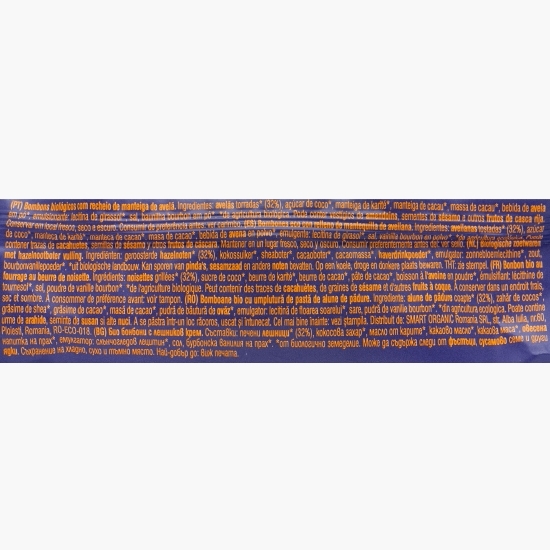 (PT) Bombons biológicos com recheio de manteiga de avelã. Ingredientes: avelãs torradas* (32%), açúcar de coco*, manteiga de karité*, manteiga de cacau*, massa de cacau*, bebida de aveia
em pó*, emulsionante: lecitina de girassol*, sal, baunilha bourbon em pó*. *de agricultura biológica. Pode conter vestígios de amendoins, sementes de sésamo e outros frutos de casca rija.
Conservar em local fresco, seco e escuro. Consumir de preferência antes de: ver carimbo. (ES) Bombones eco con relleno de mantequilla de avellana. Ingredientes: avellanas tostadas* (32%), azúcar
de coco*, manteca de karité*, manteca de cacao*, masa de cacao*, bebida de avena en polvo*, emulgente: lecitina de girasol*, sal, vainilla bourbon en polvo*. *de agricultura ecológica. Puede
contener trazas de cacahuetes, semillas de sésamo y otros frutos de cáscara. Mantener en un lugar fresco, seco y oscuro. Consumir preferentemente antes del: ver sello. (NL) Biologische zoetwaren
met hazelnootboter vulling. Ingrediënten: geroosterde hazelnoten* (32%), kokossuiker*, sheaboter*, cacaoboter*, cacaomassa*, haverdrinkpoeder*, emulgator: zonnebloemlecithine*, zout,
bourbonvanillepoeder*. *uit biologische landbouw. Kan sporen van pinda's, sesamzaad en andere noten bevatten. Op een koele, droge en donkere plaats bewaren. THT: zie stempel. (FR) Bonbon bio au
fourrage au beurre de noisette. Ingrédients: noisettes grillées* (32%), sucre de coco*, beurre de karité*, beurre de cacao*, pâte de cacao*, boisson à l'avoine en poudre*, émulsifiant: lécithine de
tournesol*, sel, poudre de vanille bourbon*. *de l'agriculture biologique. Peut contenir des traces de cacahuètes, de graines de sésame et d'autres fruits à coque. À conserver dans un endroit frais,
sec et sombre. À consommer de préférence avant: voir tampon. (RO) Bomboane bio cu umplutură de pastă de alune de pădure. Ingrediente: alune de pădure coapte* (32%), zahăr de cocos*,
grăsime de shea*, grăsime de cacao*, masă de cacao*, pudră de băutură de ovăz*, emulgator: lecitină de floarea soarelui*, sare, pudră de vanilie bourbon*. *din agricultura ecologică. Poate conține
urme de arahide, semințe de susan și alte nuci. A se păstra într-un loc răcoros, uscat și întunecat. Cel mai bine înainte: vezi ștampila. Distribuit de: SMART ORGANIC Romania SRL, str. Alba Iulia, nr.60,
Ploiești, Romania, RO-ECO-018. (BG) Био бонбони с лешников крем. Съставки: печени лешници* (32%), кокосова захар*, масло от карите*, какаово масло*, какаова маса*, овесена
напитка на прах*, емулгатор: слънчогледов лецитин*, сол, бурбонска ванилия на прах*. *от биологично земеделие. Може да съдържа следи от фъстъци, сусамово семе и други
ядки. Съхранение на хладно, сухо и тъмно място. Най-добър до: виж печата.